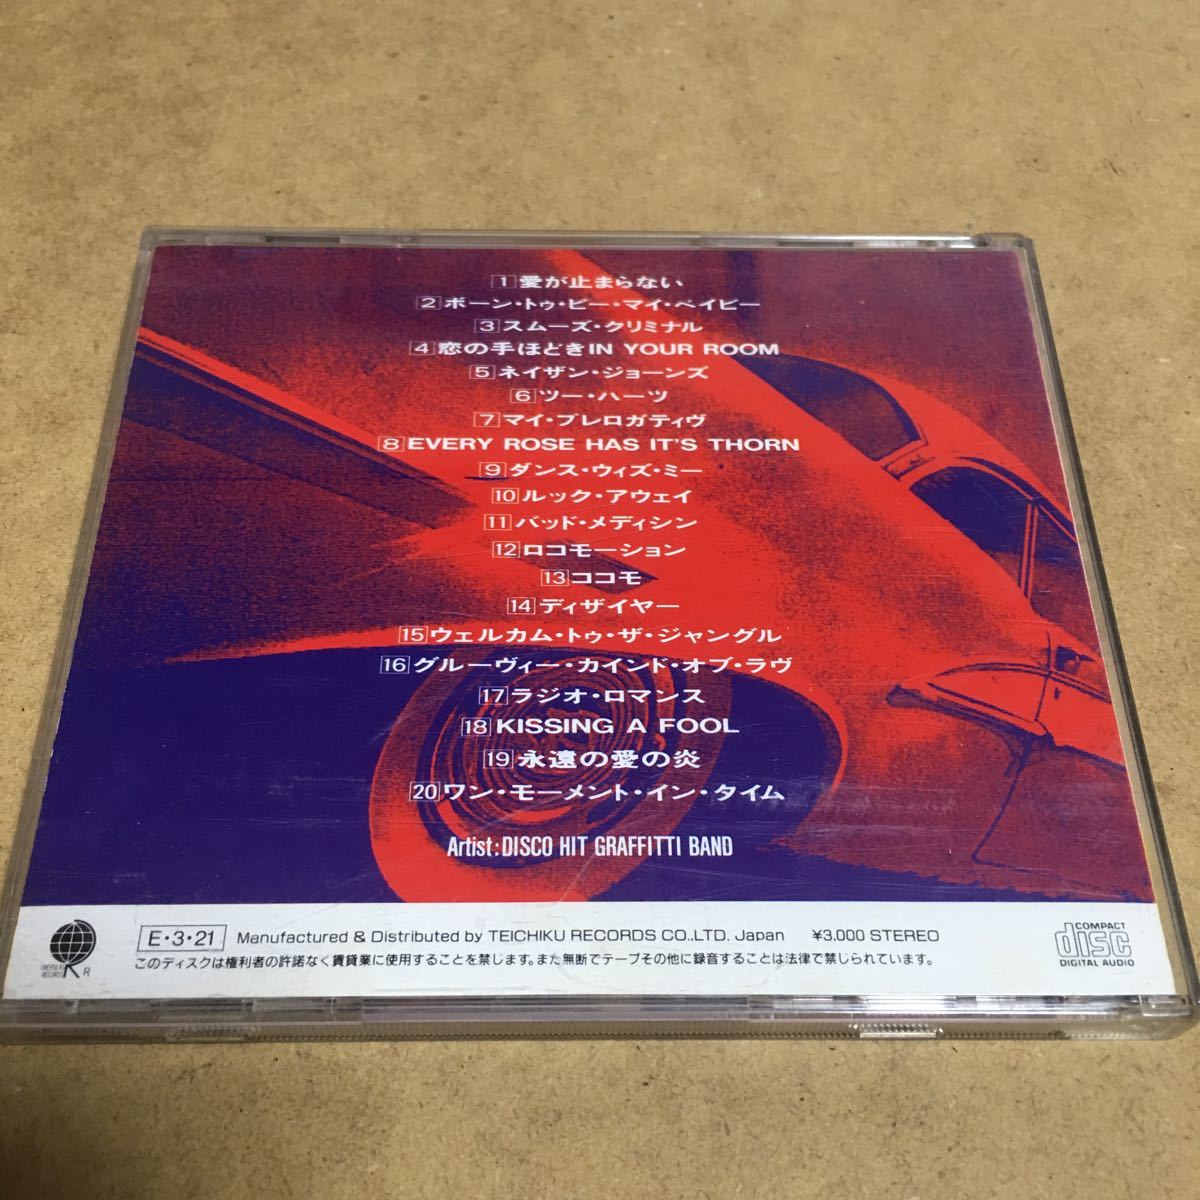 1 愛が止まらない
2 ボーン・トゥ・ビー・マイ・ベイビー
3 スムーズ・クリミナル
4 恋の手ほどきIN YOUR ROOM
5 ネイザン・ジョーンズ
6 ツー・ハーツ
7 マイ・プレロガティヴ
8 EVERY ROSE HAS IT'S THORN
9 ダンス・ウィズ・ミー
10 ルック・アウェイ
11 バッド・メディシン
12 ロコモーション
13 ココモ
14 ディザイヤー
15 ウェルカム・トゥ・ザ・ジャングル
16 グルーヴィー・カインド・オブ・ラヴ
17 ラジオ・ロマンス
18 KISSING A FOOL
19 永遠の愛の炎
20 ワン・モーメント・イン・タイム
Artist:DISCO HIT GRAFFITTI BAND
OVERSEAS RECORDS R
E・3・21 Manufactured & Distributed by TEICHIKU RECORDS CO.,LTD. Japan ¥3,000 STEREO
このディスクは権利者の許諾なく賃貸業に使用することを禁じます。また無断でテープその他に録音することは法律で禁じられています。
COMPACT
disc
DIGITAL AUDIO